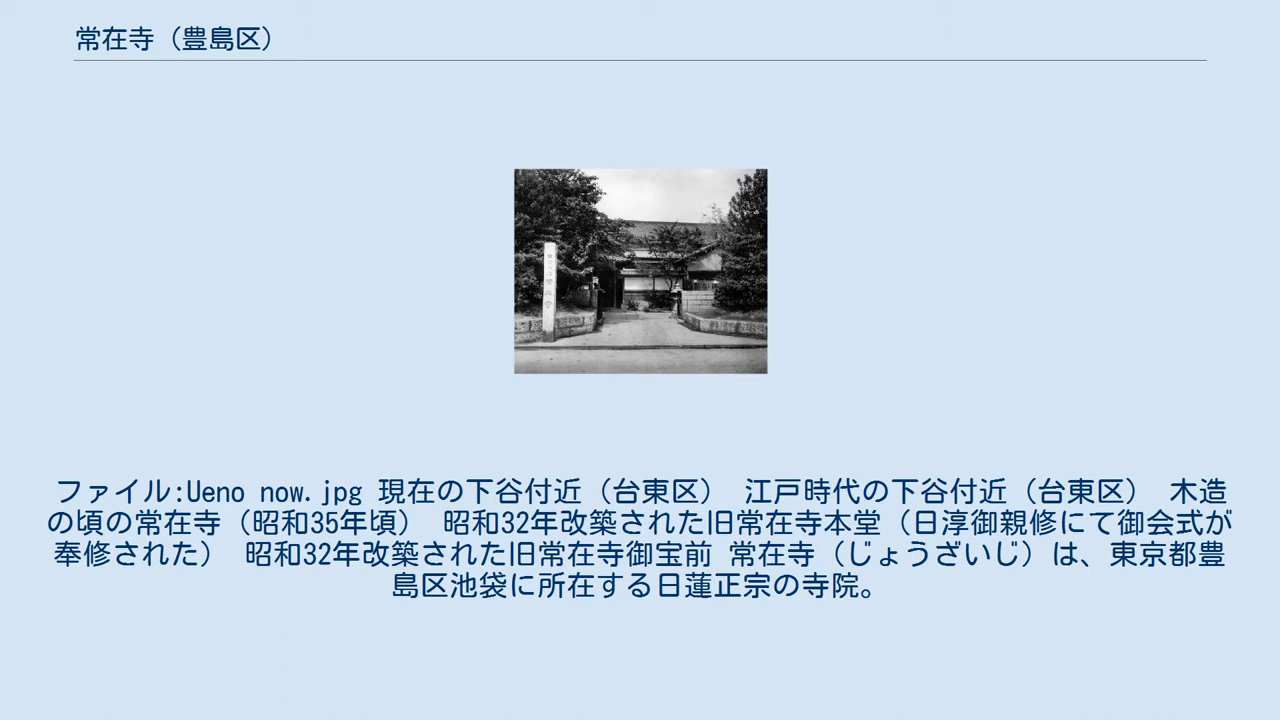 常在寺（豊島区）
ファイル:Ueno now.jpg 現在の下谷付近（台東区） 江戸時代の下谷付近（台東区） 木造
の頃の常在寺（昭和35年頃） 昭和32年改築された旧常在寺本堂（日淳御親修にて御会式が
奉修された） 昭和32年改築された旧常在寺御宝前 常在寺（じょうざいじ）は、東京都豊
島区池袋に所在する日蓮正宗の寺院。